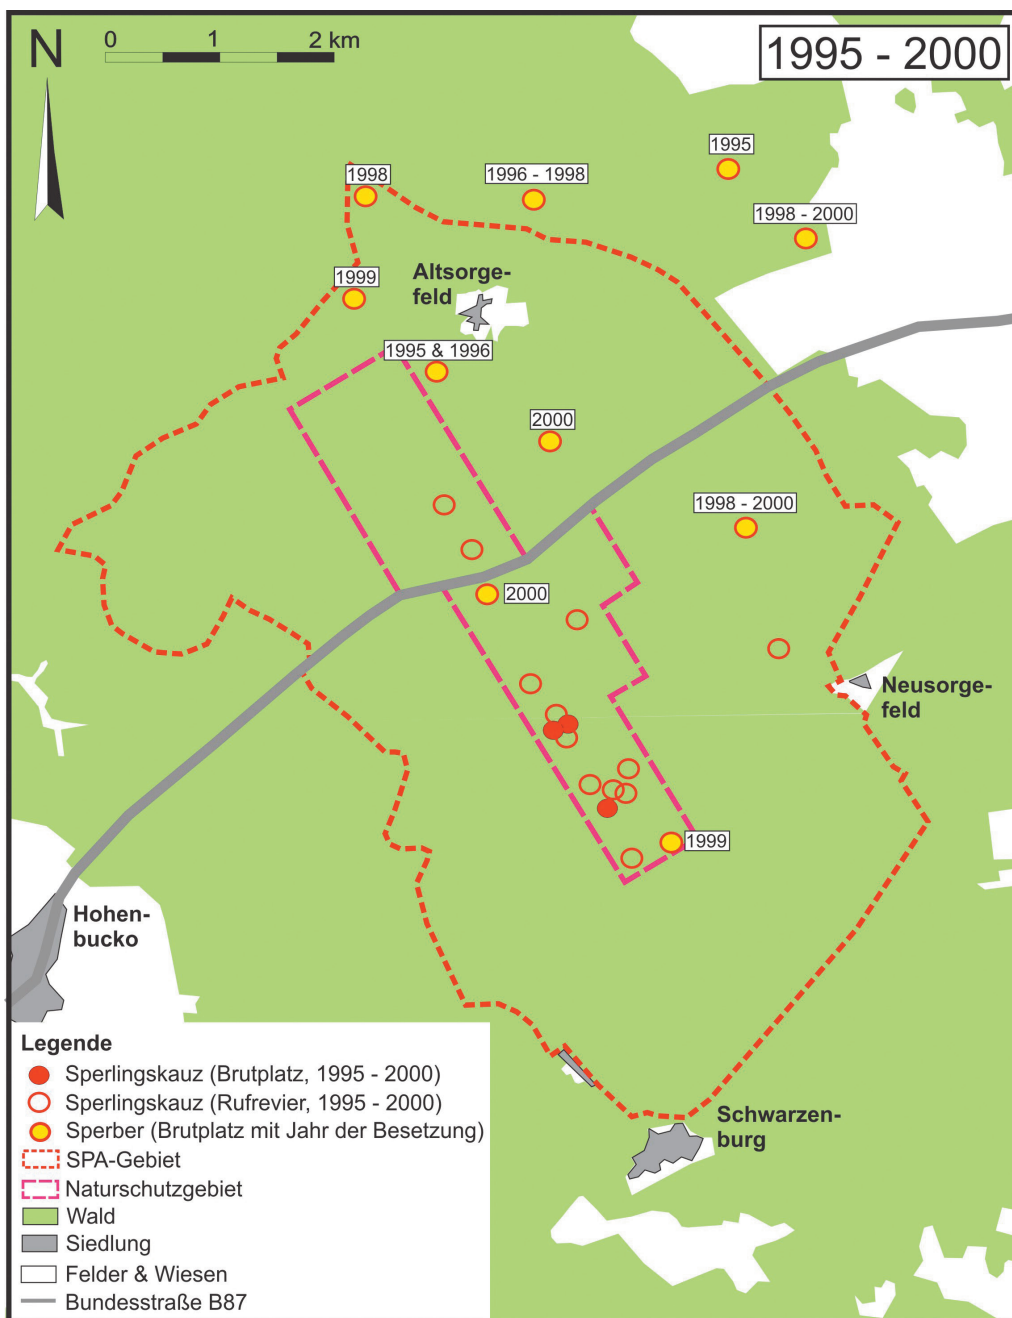 N
0 1 2 km
1995 - 2000
1995
1998
1996 - 1998
1998 - 2000
1999
Altsorge-
feld
1995 & 1996
2000
1998 - 2000
2000
Neusorge-
feld
1999
Hohen-
bucko
Schwarzen-
burg
Legende
Sperlingskauz (Brutplatz, 1995 - 2000)
Sperlingskauz (Rufrevier, 1995 - 2000)
Sperber (Brutplatz mit Jahr der Besetzung)
SPA-Gebiet
Naturschutzgebiet
Wald
Siedlung
Felder & Wiesen
Bundesstraße B87